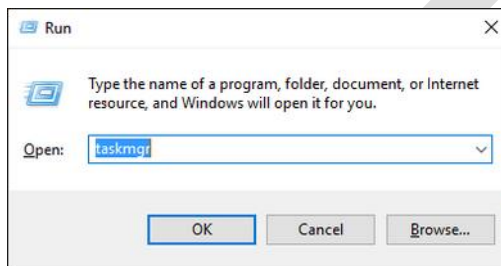 Run
Type the name of a program, folder, document, or Internet
resource, and Windows will open it for you.
Open: taskmgr
OK Cancel Browse...